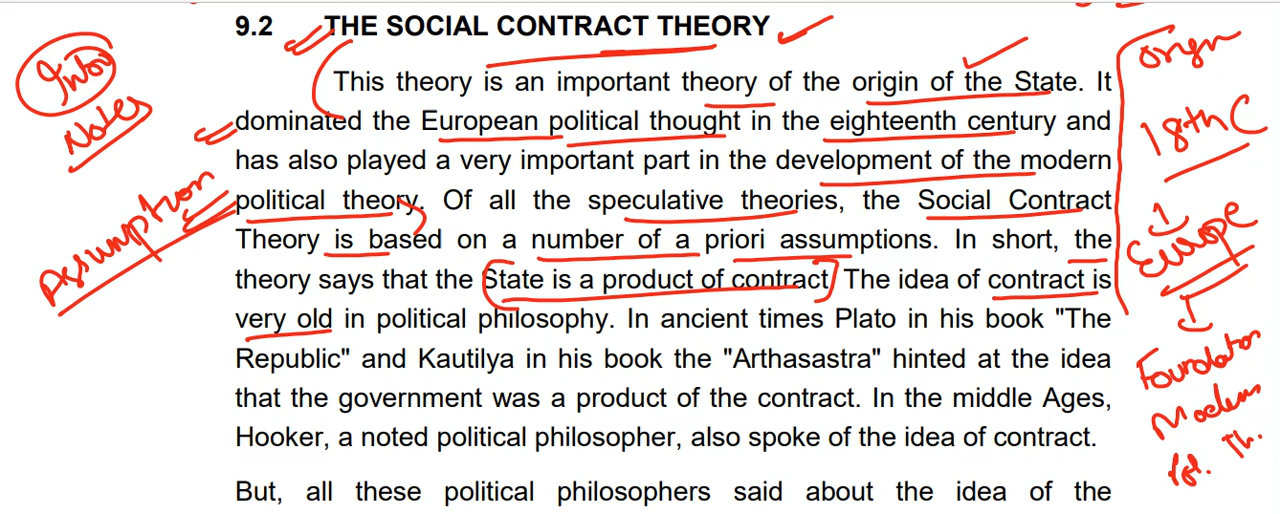 9.2 THE SOCIAL CONTRACT THEORY
This theory is an important theory of the origin of the State. It
dominated the European political thought in the eighteenth century and
has also played a very important part in the development of the modern
political theory. Of all the speculative theories, the Social Contract
Theory is based on a number of a priori assumptions. In short, the
theory says that the State is a product of contract. The idea of contract is
very old in political philosophy. In ancient times Plato in his book "The
Republic" and Kautilya in his book the "Arthasastra" hinted at the idea
that the government was a product of the contract. In the middle Ages,
Hooker, a noted political philosopher, also spoke of the idea of contract.
But, all these political philosophers said about the idea of the
Intro
Notes
Assumption
Origin
18th C
Europe
Foundation
Modern
Pol. Th.